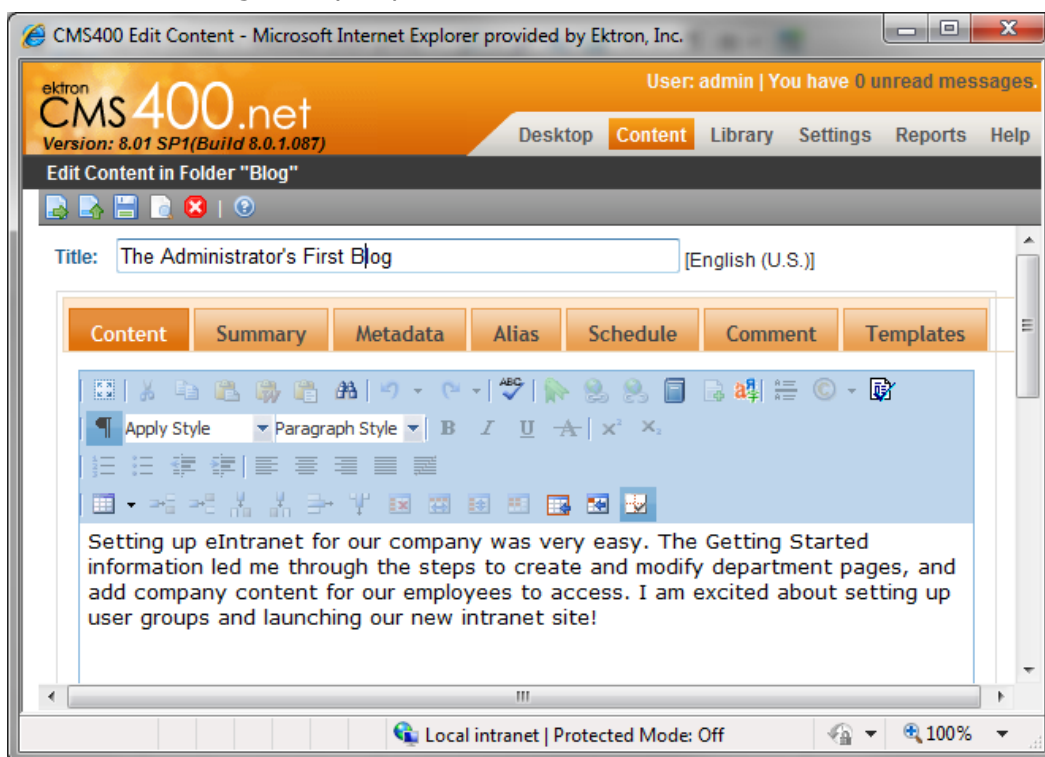 CMS400 Edit Content - Microsoft Internet Explorer provided by Ektron, Inc.
User: admin | You have 0 unread messages.
ektron
CMS400.net
Version: 8.01 SP1(Build 8.0.1.087)
Desktop Content Library Settings Reports Help
Edit Content in Folder "Blog"
Title: The Administrator's First Blog [English (U.S.)]
Content Summary Metadata Alias Schedule Comment Templates
ABC
Apply Style Paragraph Style B I U A x² x₂
Setting up eIntranet for our company was very easy. The Getting Started
information led me through the steps to create and modify department pages, and
add company content for our employees to access. I am excited about setting up
user groups and launching our new intranet site!
Local intranet | Protected Mode: Off 100%